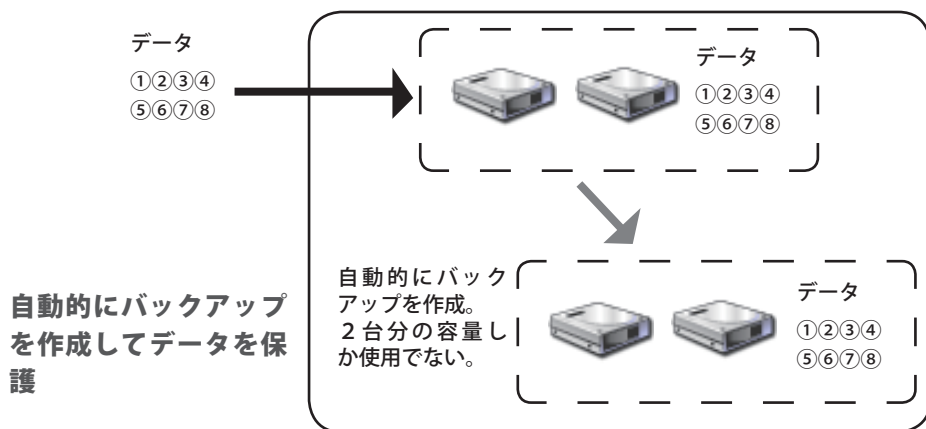 データ
①②③④
⑤⑥⑦⑧
データ
①②③④
⑤⑥⑦⑧
自動的にバック
アップを作成。
２台分の容量し
か使用でない。
データ
①②③④
⑤⑥⑦⑧
自動的にバックアップ
を作成してデータを保
護